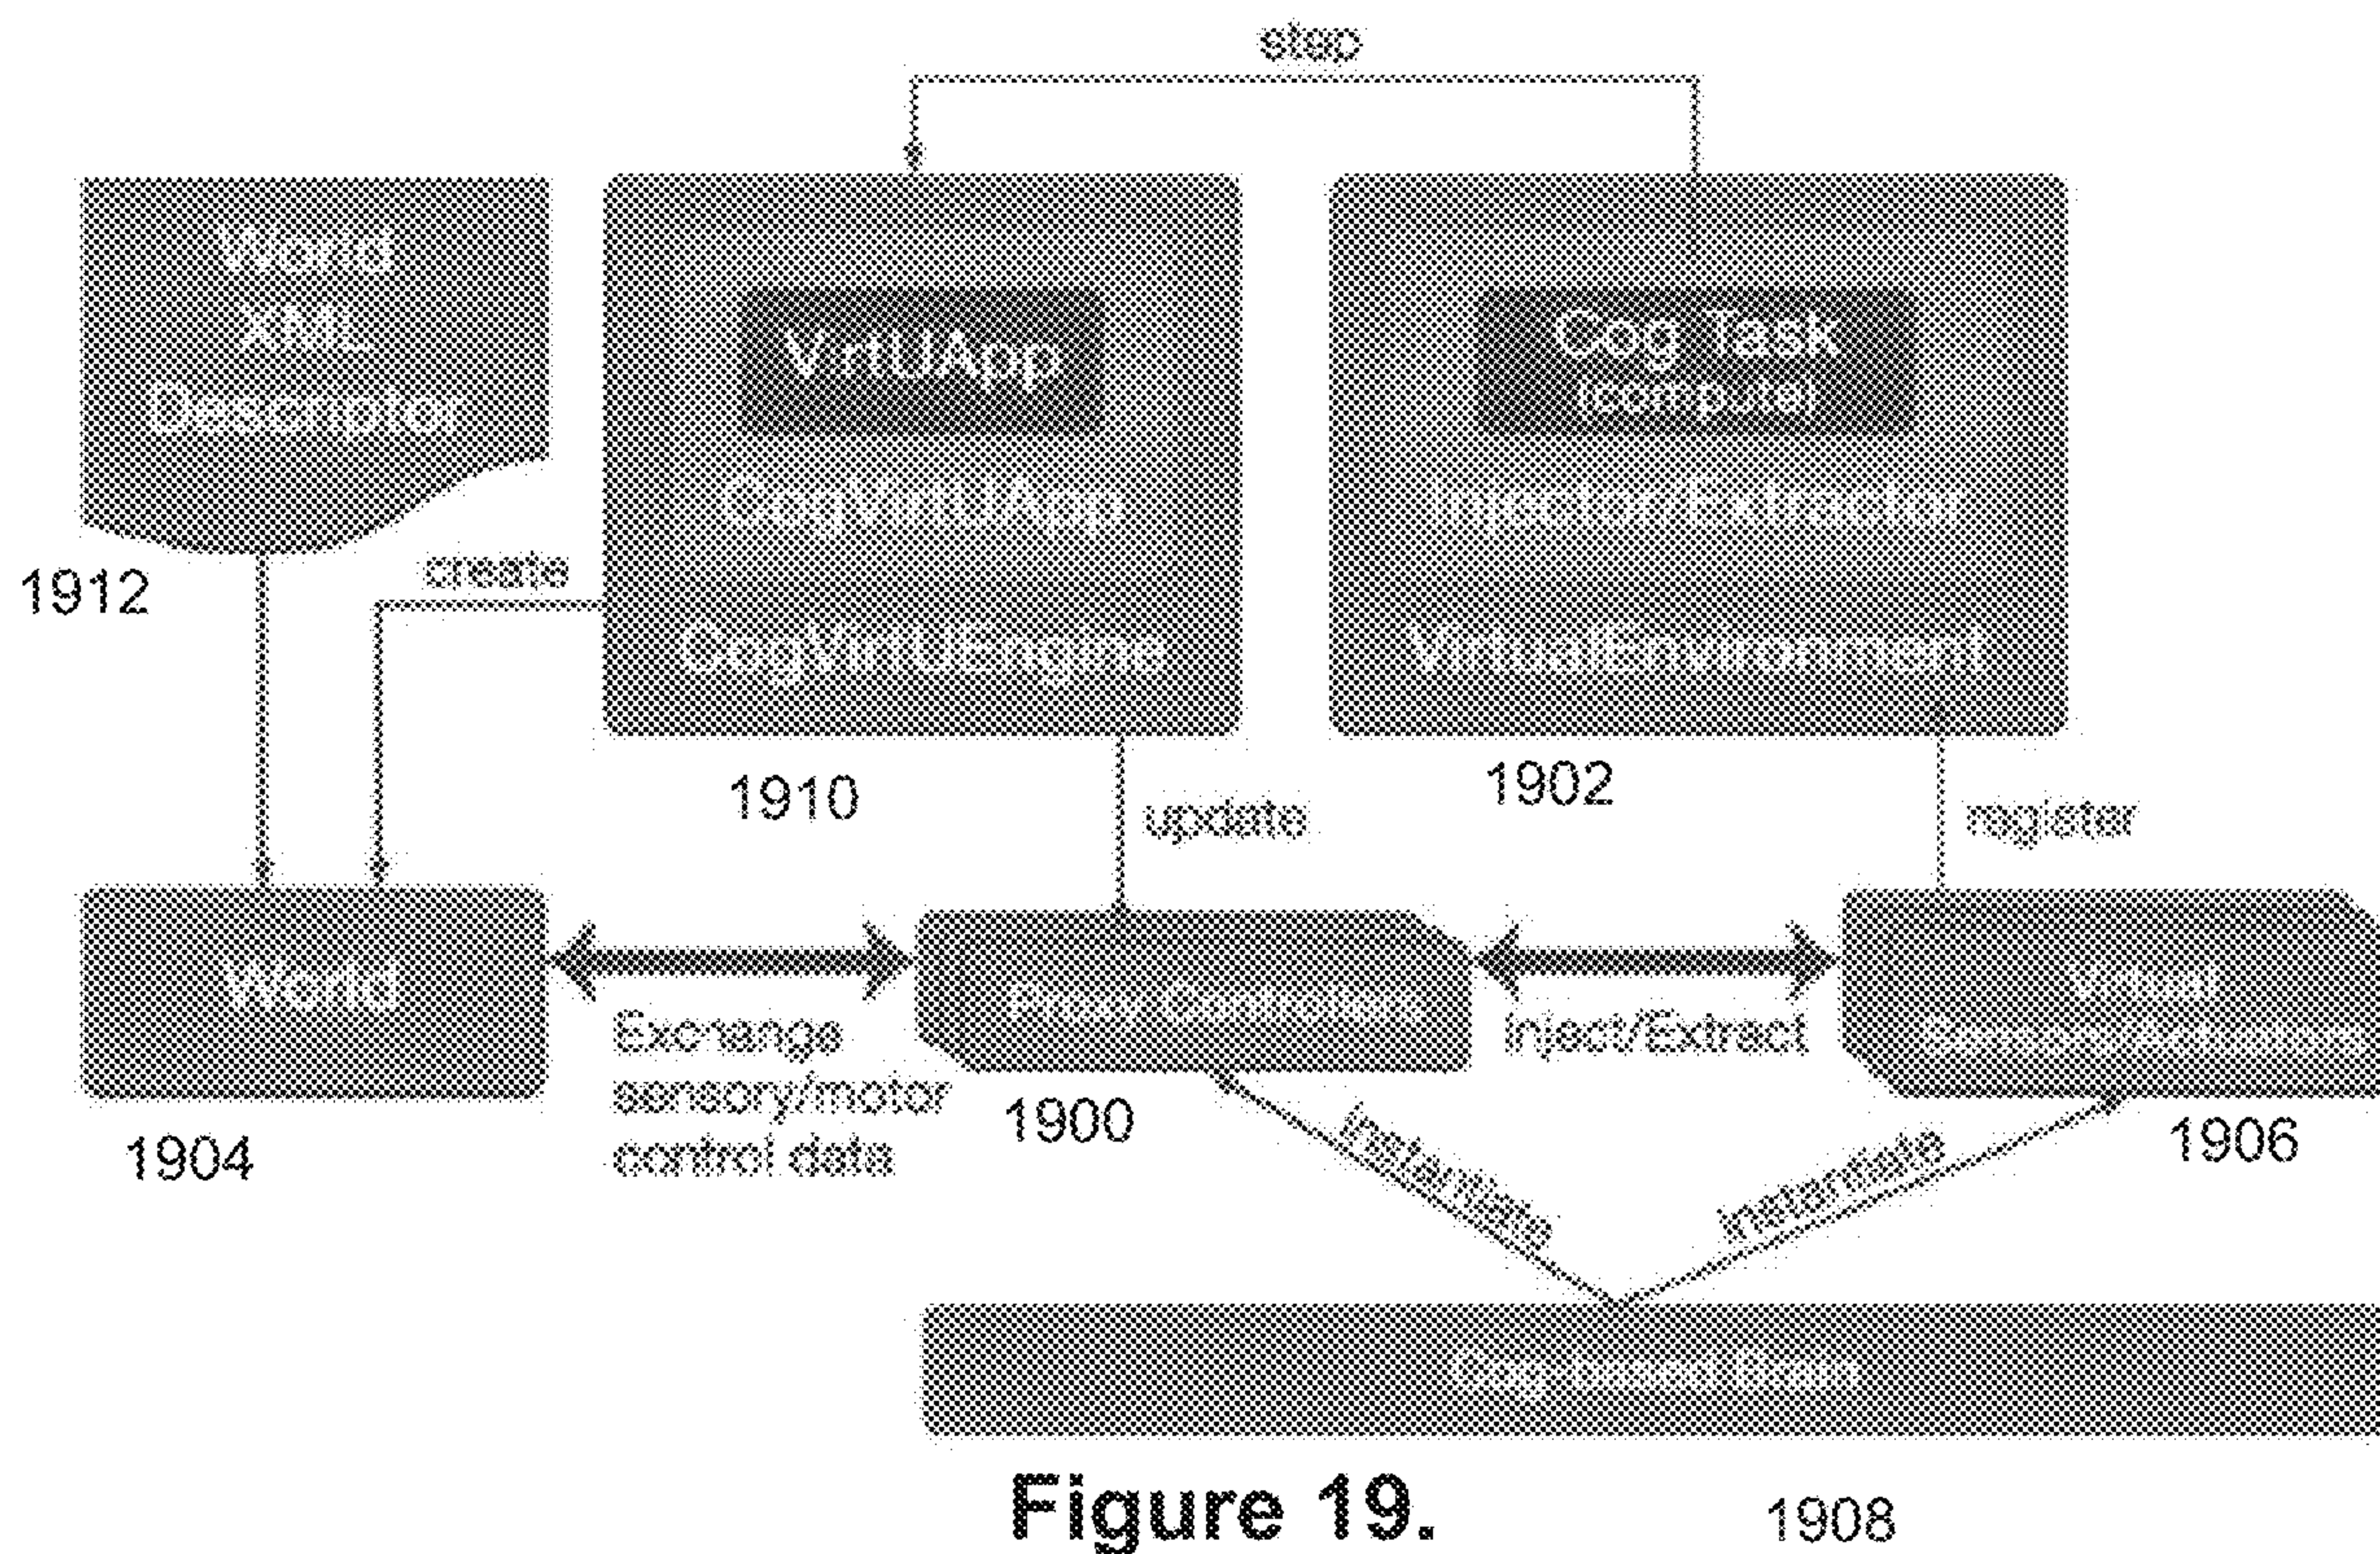 step
World
XML
Descriptor
VirtUApp
CogVirtUApp
CogVirtUEngine
Cog Task
(compute)
Injector/Extractor
VirtualEnvironment
1912
create
1910
update
1902
register
World
Exchange
sensory/motor
control data
Proxy Controllers
Inject/Extract
Virtual
Sensors/Actuators
1904
1900
1906
instantiate
instantiate
Cog-based Brain
Figure 19.
1908